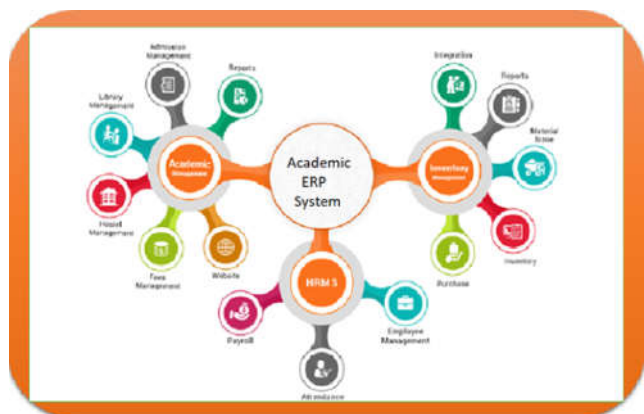 Admission
Management
Reports
Library
Management
Academic
Management
Hostel
Management
Fees
Management
Website
Academic
ERP
System
Integration
Reports
Material
Issue
Inventory
Management
Inventory
Purchase
HRMS
Payroll
Employee
Management
Attendance